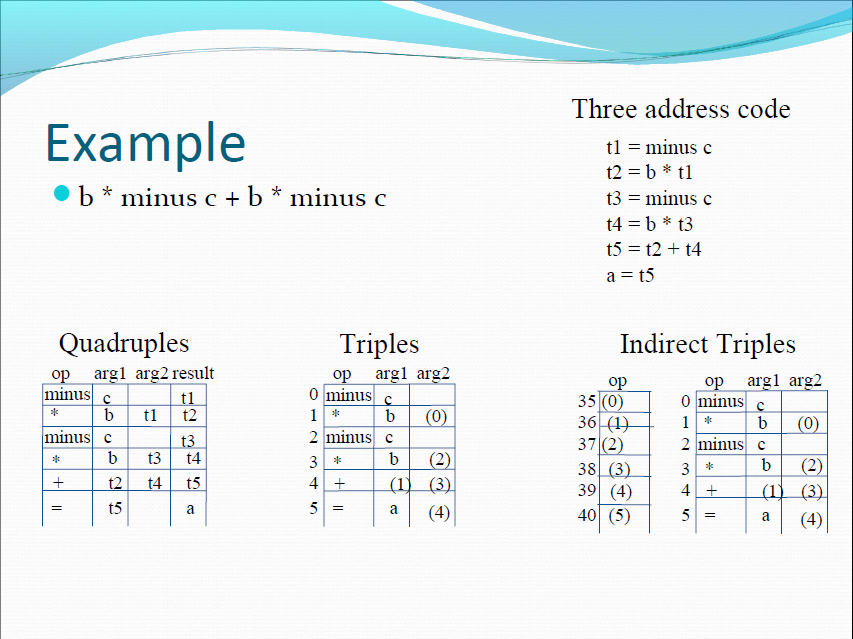 Three address code
Example
t1 = minus c
t2 = b * t1
b * minus c + b * minus c
t3 = minus c
t4 = b * t3
t5 = t2 + t4
a = t5
Quadruples
op arg1 arg2 result
minus c t1
* b t1 t2
minus c t3
* b t3 t4
+ t2 t4 t5
= t5 a
Triples
op arg1 arg2
0 minus c
1 * b (0)
2 minus c
3 * b (2)
4 + (1) (3)
5 = a (4)
Indirect Triples
op
35 (0)
36 (1)
37 (2)
38 (3)
39 (4)
40 (5)
op arg1 arg2
0 minus c
1 * b (0)
2 minus c
3 * b (2)
4 + (1) (3)
5 = a (4)